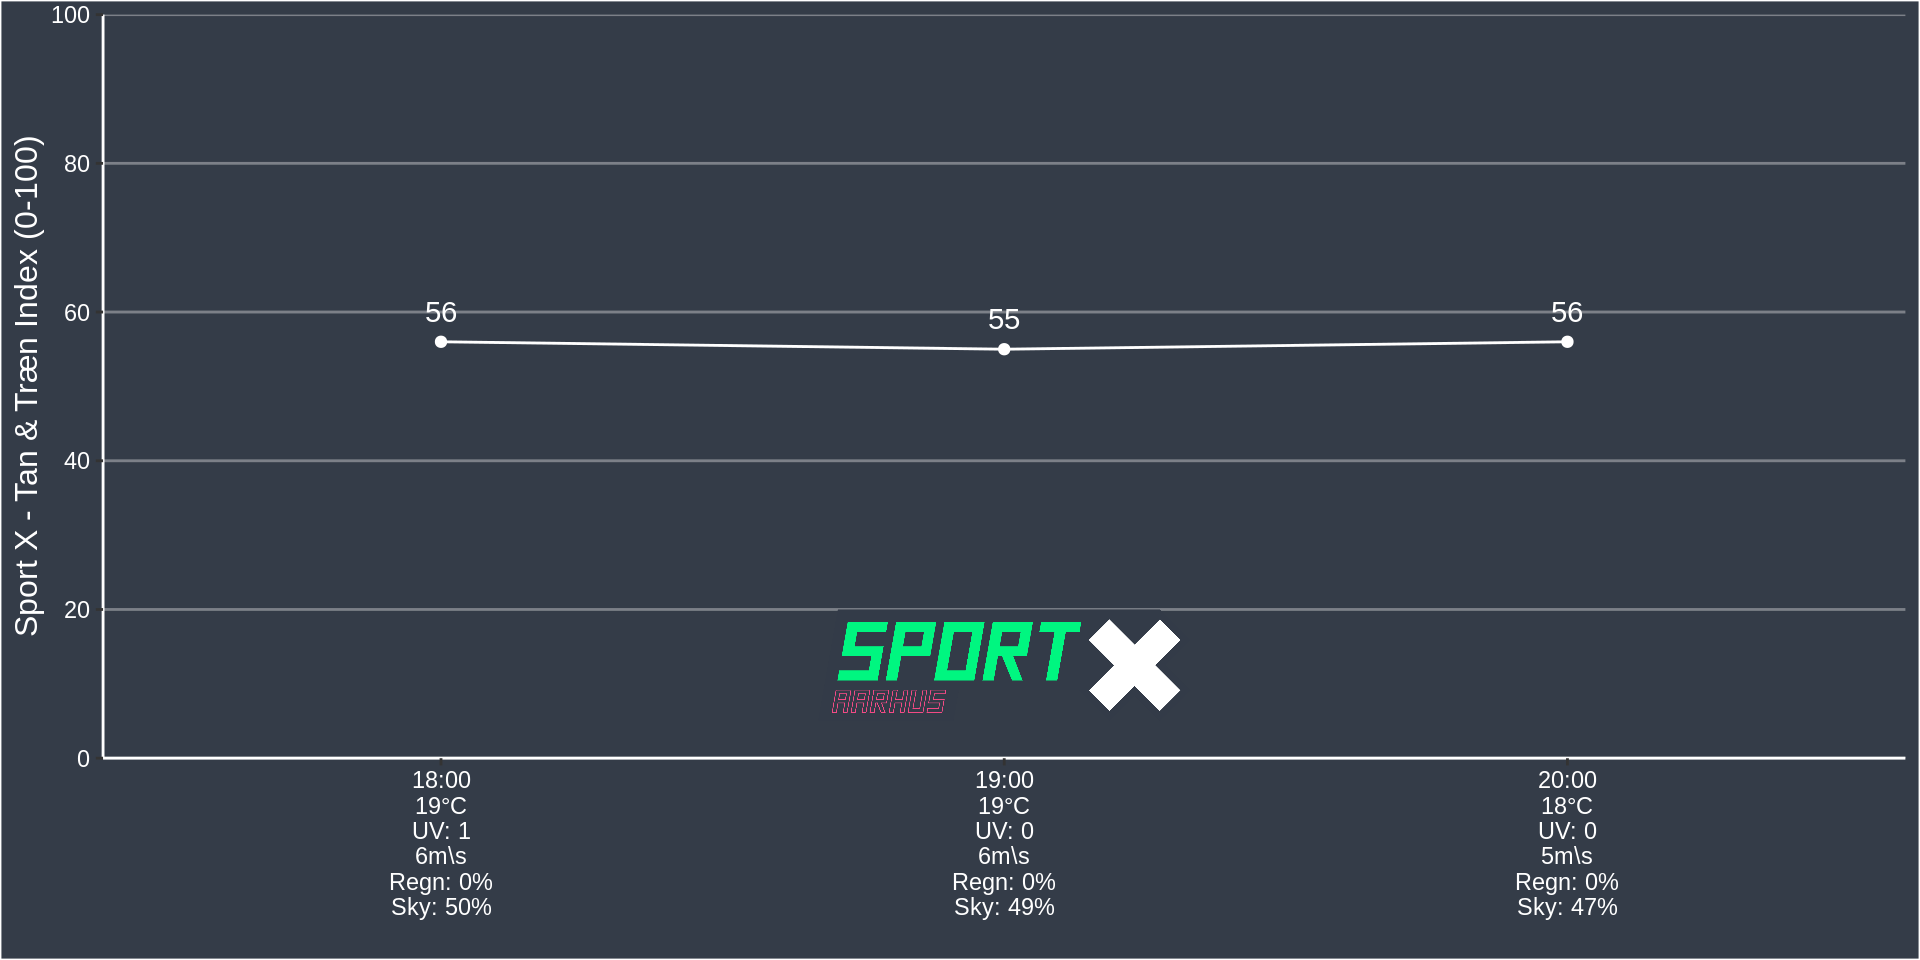 Sport X - Tan & Træn Index (0-100)
100
80
60
40
20
0
56
55
56
SPORT X
AARHUS
18:00
19°C
UV: 1
6m\s
Regn: 0%
Sky: 50%
19:00
19°C
UV: 0
6m\s
Regn: 0%
Sky: 49%
20:00
18°C
UV: 0
5m\s
Regn: 0%
Sky: 47%